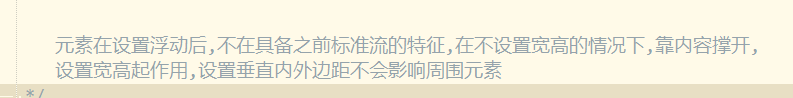 元素在设置浮动后,不在具备之前标准流的特征,在不设置宽高的情况下,靠内容撑开,
设置宽高起作用,设置垂直内外边距不会影响周围元素
*/